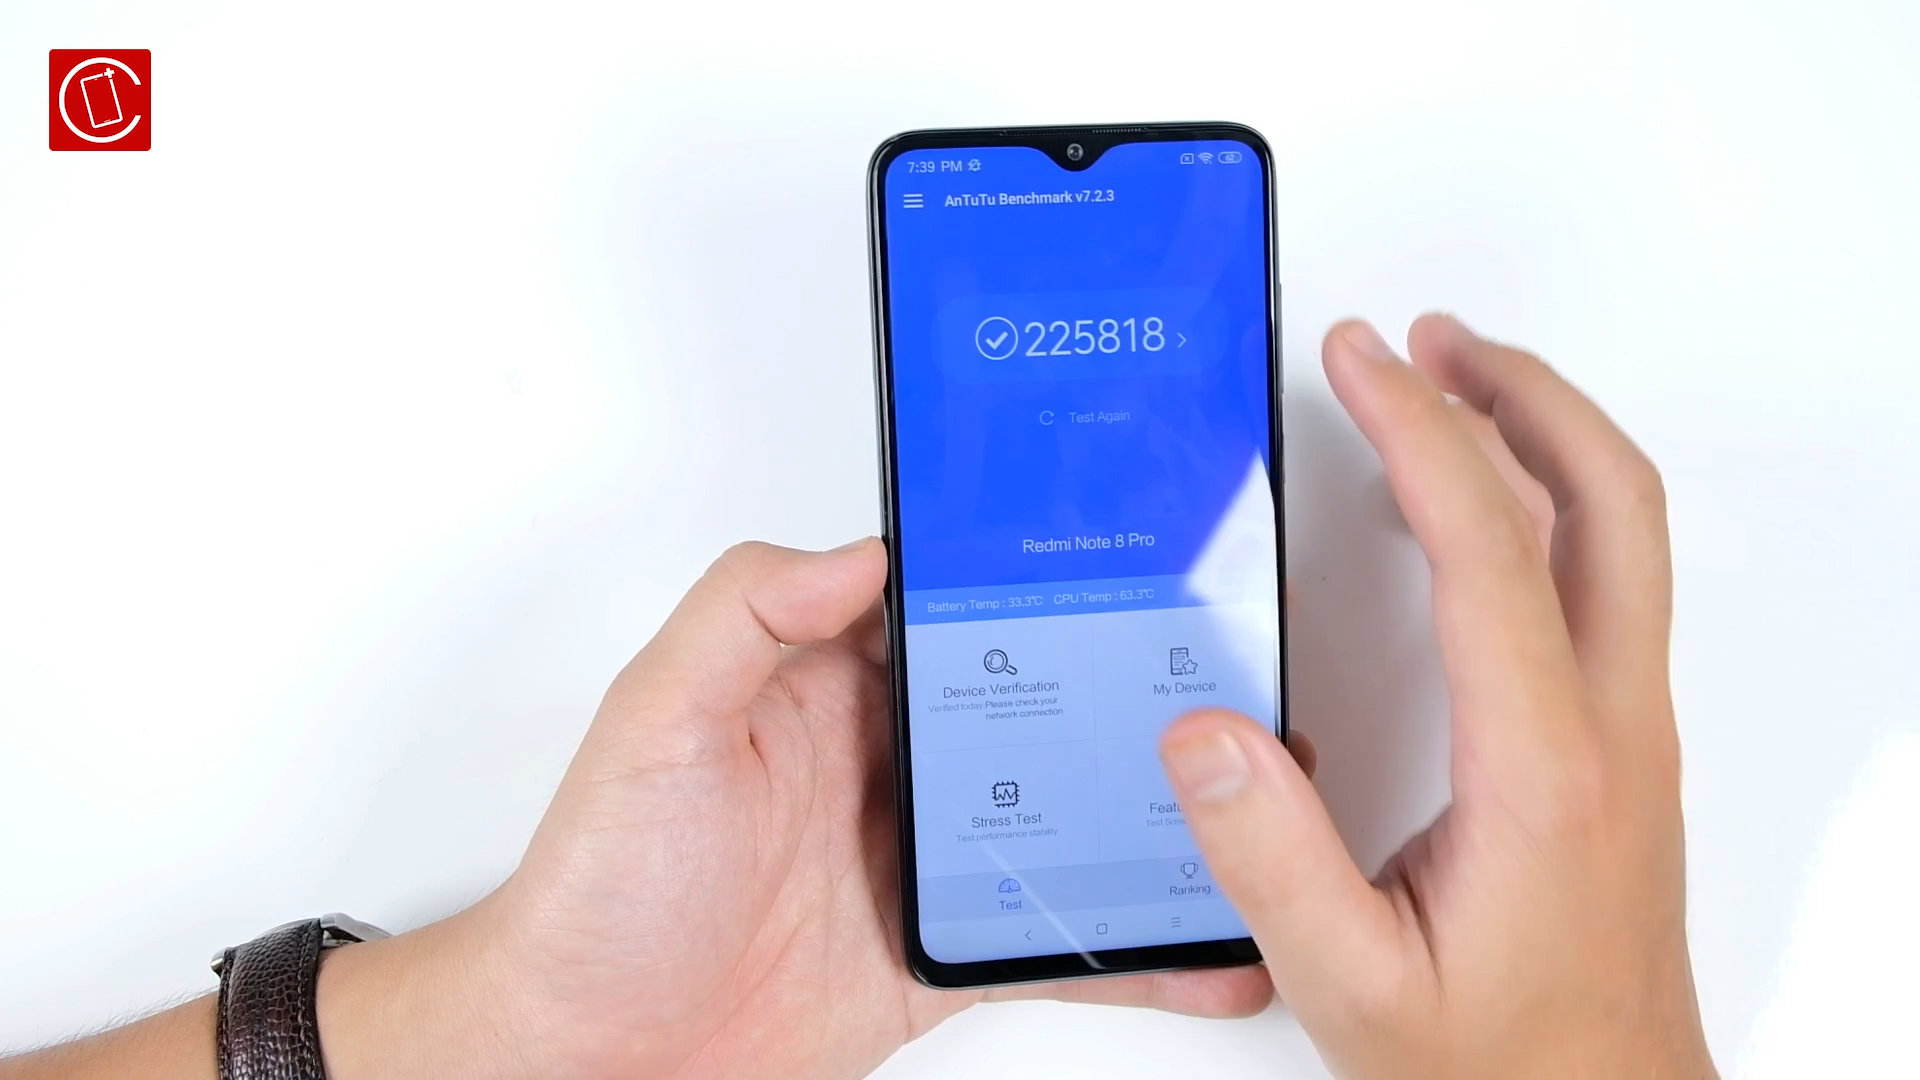 7:39 PM
62
AnTuTu Benchmark v7.2.3
225818
Test Again
Redmi Note 8 Pro
Battery Temp : 33.3℃ CPU Temp : 63.3℃
Device Verification
Verified today:Please check your
network connection
My Device
Stress Test
Test performance stability
Test
Ranking